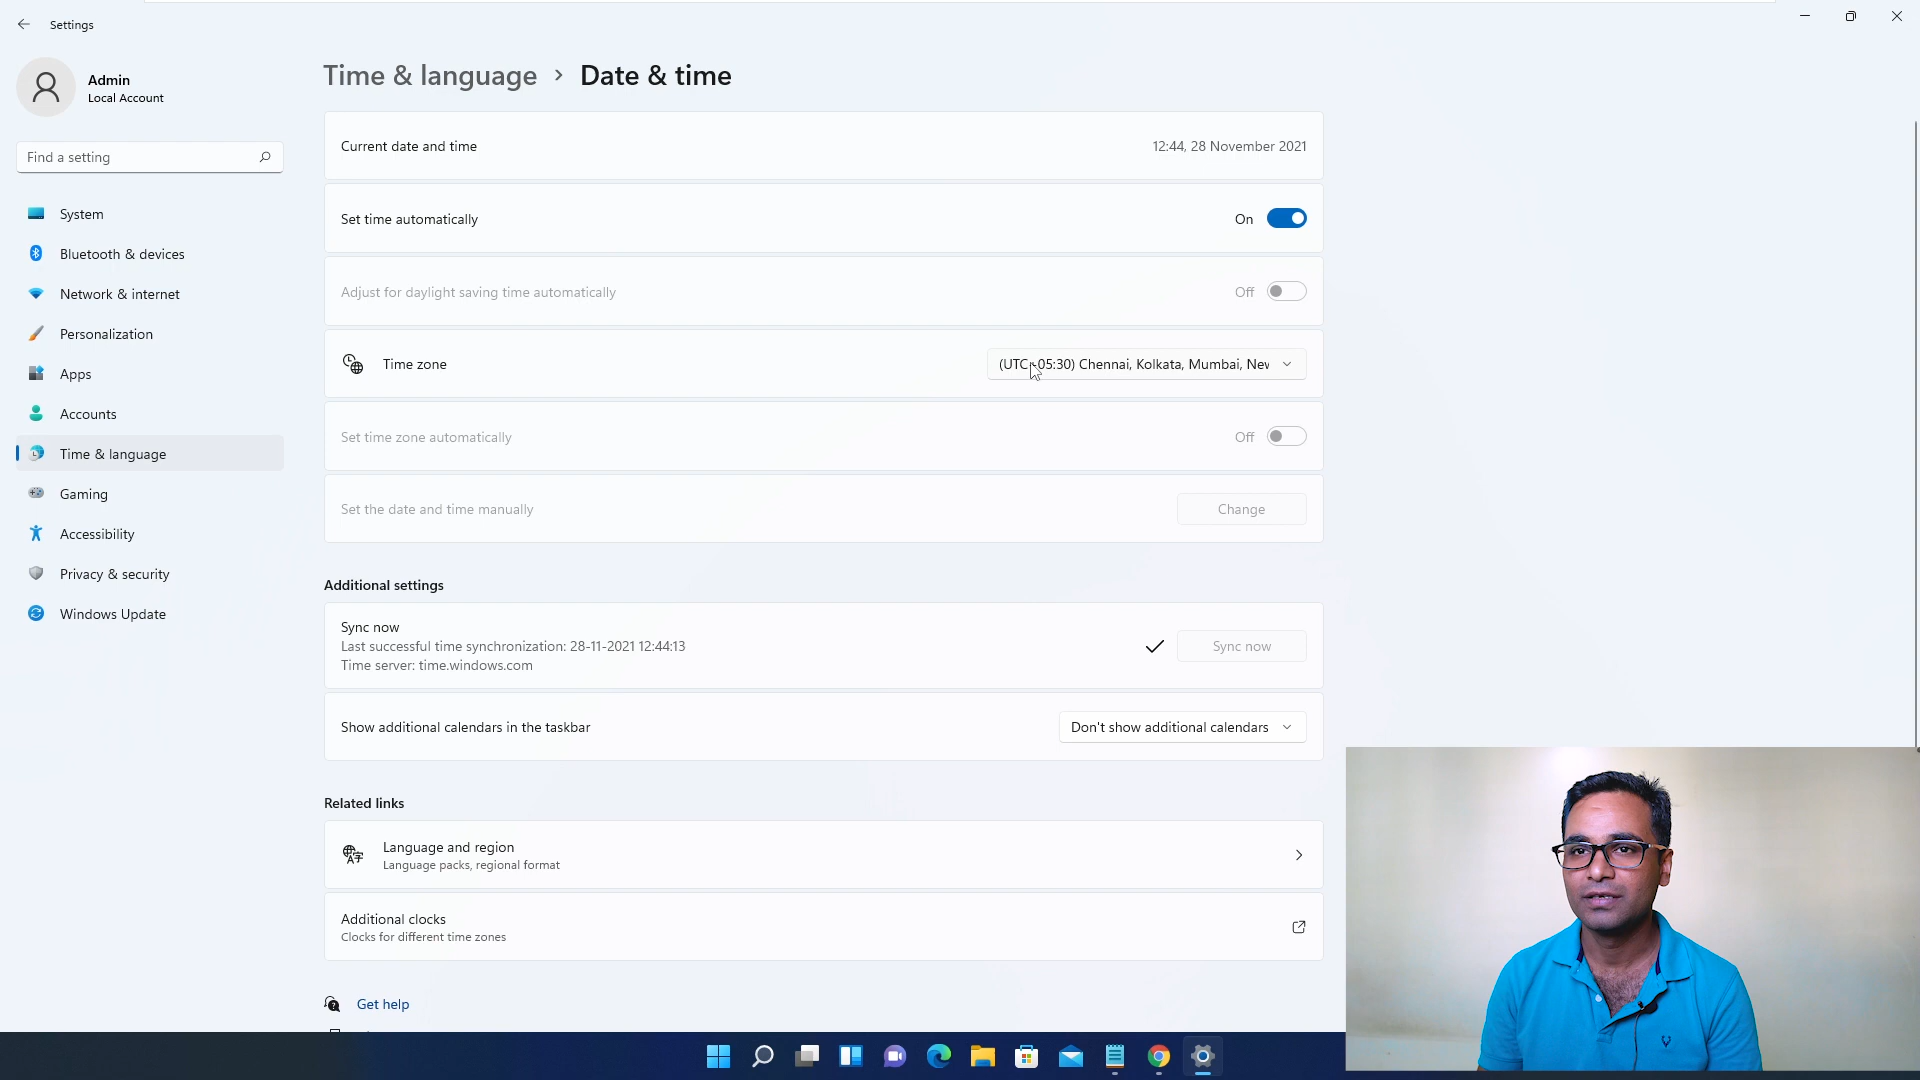 Settings
Admin
Local Account
Find a setting
System
Bluetooth & devices
Network & internet
Personalization
Apps
Accounts
Time & language
Gaming
Accessibility
Privacy & security
Windows Update
Time & language > Date & time
Current date and time
12:44, 28 November 2021
Set time automatically
On
Adjust for daylight saving time automatically
Off
Time zone
(UTC+05:30) Chennai, Kolkata, Mumbai, New
Set time zone automatically
Off
Set the date and time manually
Change
Additional settings
Sync now
Last successful time synchronization: 28-11-2021 12:44:13
Time server: time.windows.com
Sync now
Show additional calendars in the taskbar
Don't show additional calendars
Related links
Language and region
Language packs, regional format
Additional clocks
Clocks for different time zones
Get help